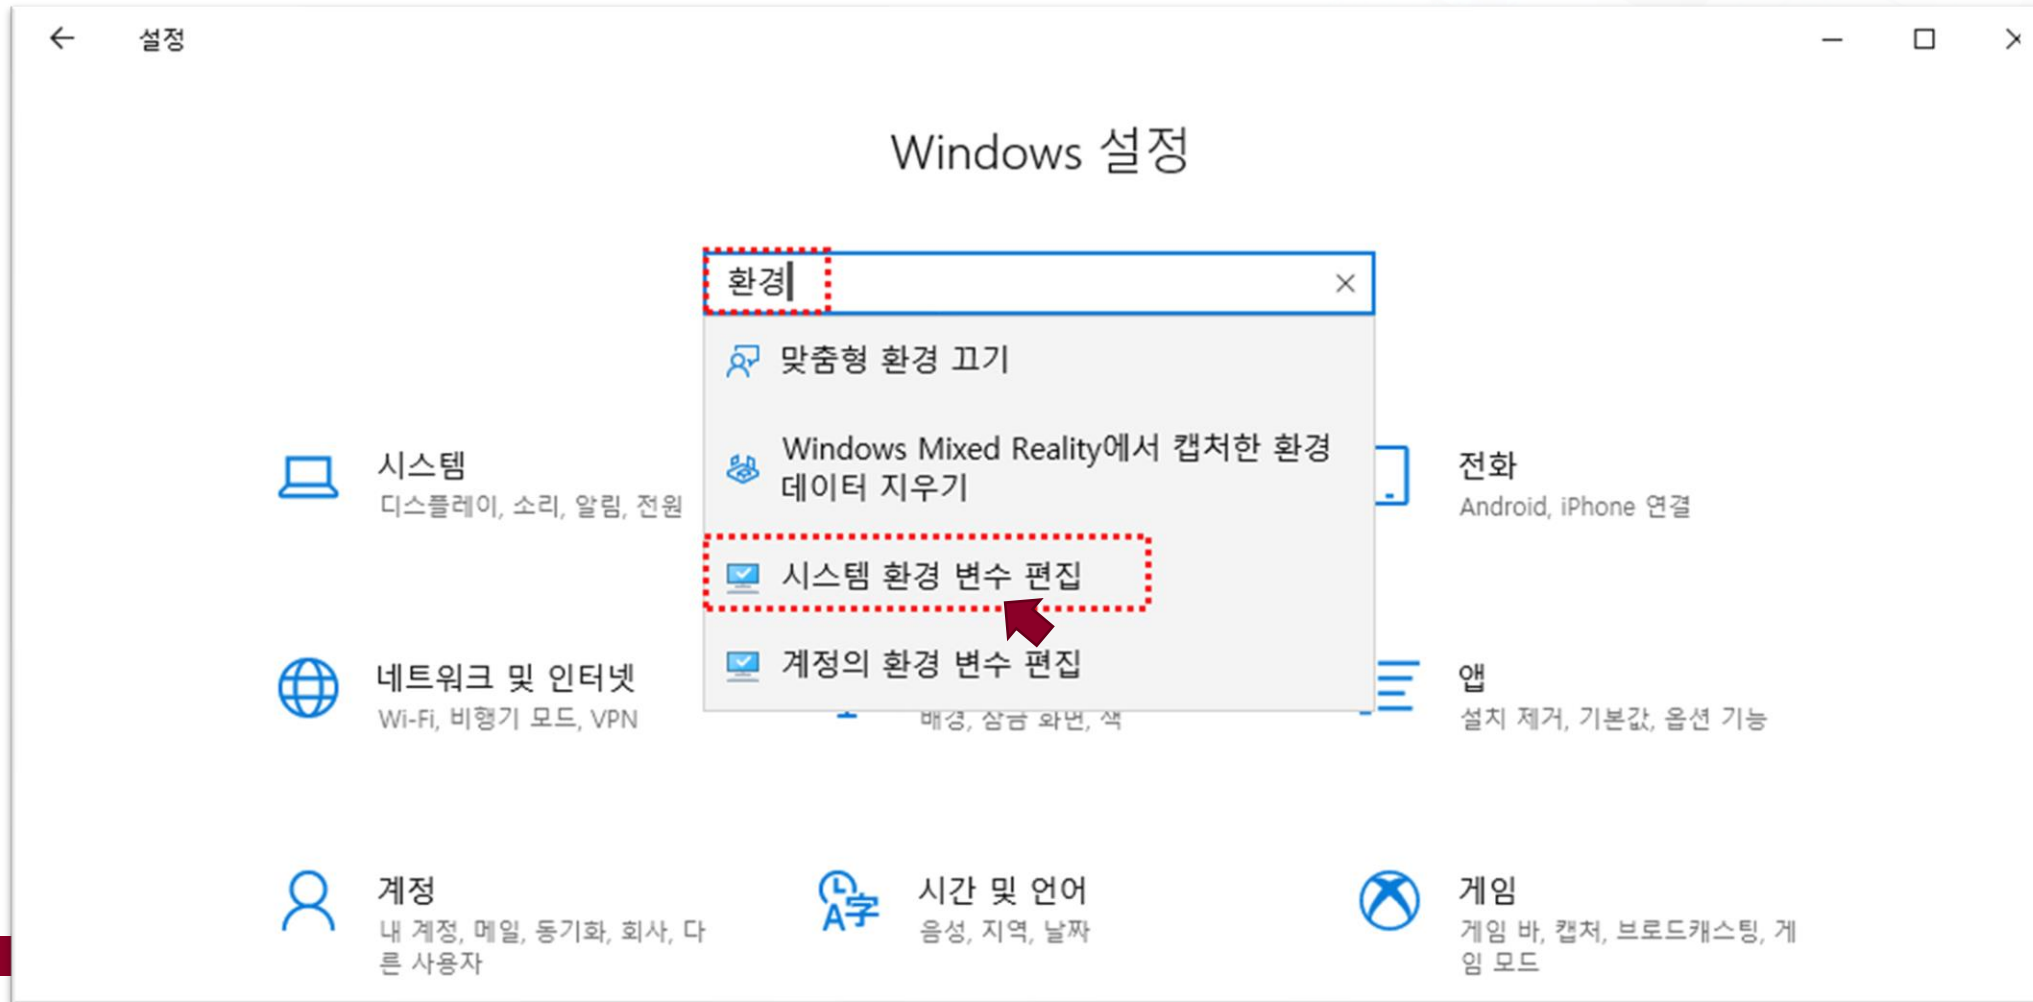 설정
Windows 설정
환경
맞춤형 환경 끄기
Windows Mixed Reality에서 캡처한 환경
데이터 지우기
시스템 환경 변수 편집
계정의 환경 변수 편집
시스템
디스플레이, 소리, 알림, 전원
전화
Android, iPhone 연결
네트워크 및 인터넷
Wi-Fi, 비행기 모드, VPN
배경, 잠금 화면, 색
앱
설치 제거, 기본값, 옵션 기능
계정
내 계정, 메일, 동기화, 회사, 다
른 사용자
시간 및 언어
음성, 지역, 날짜
게임
게임 바, 캡처, 브로드캐스팅, 게
임 모드